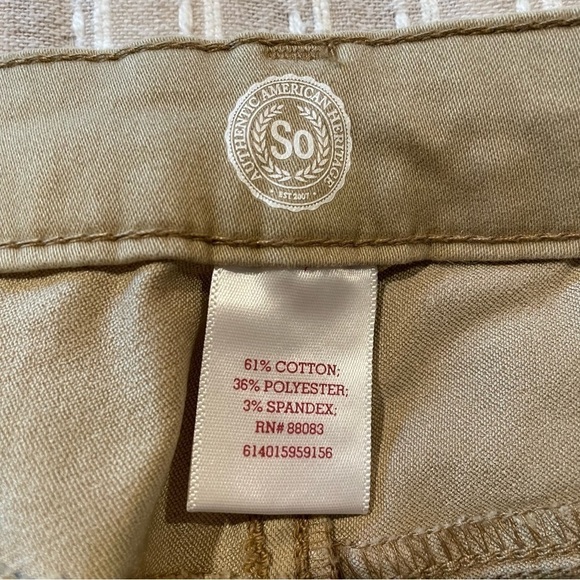 AUTHENTIC AMERICAN HERITAGE
So
EST 2007
61% COTTON;
36% POLYESTER;
3% SPANDEX;
RN# 88083
614015959156